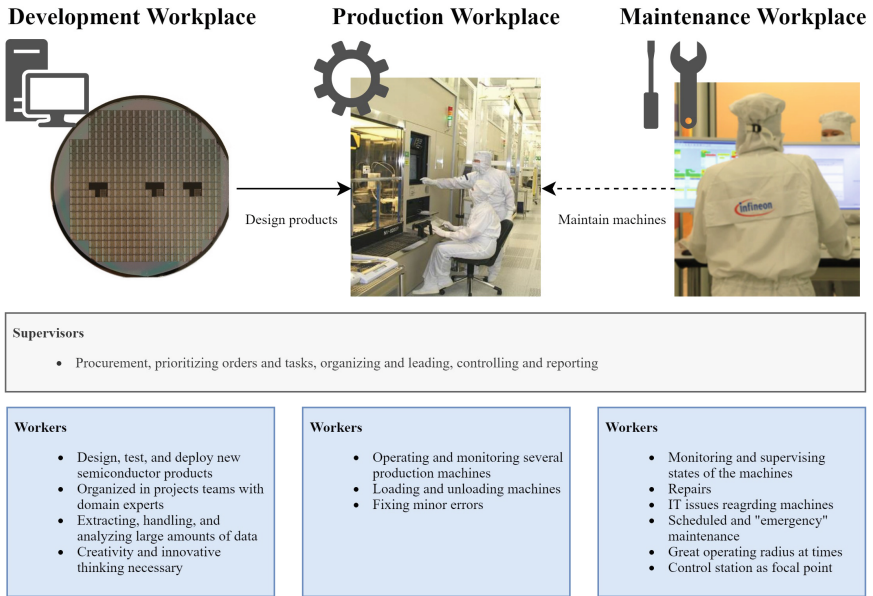 Development Workplace
Production Workplace
Maintenance Workplace
infineon
Design products
Maintain machines
Supervisors
• Procurement, prioritizing orders and tasks, organizing and leading, controlling and reporting
Workers
• Design, test, and deploy new
semiconductor products
• Organized in projects teams with
domain experts
• Extracting, handling, and
analyzing large amounts of data
• Creativity and innovative
thinking necessary
Workers
• Operating and monitoring several
production machines
• Loading and unloading machines
• Fixing minor errors
Workers
• Monitoring and supervising
states of the machines
• Repairs
• IT issues reagrding machines
• Scheduled and "emergency"
maintenance
• Great operating radius at times
• Control station as focal point